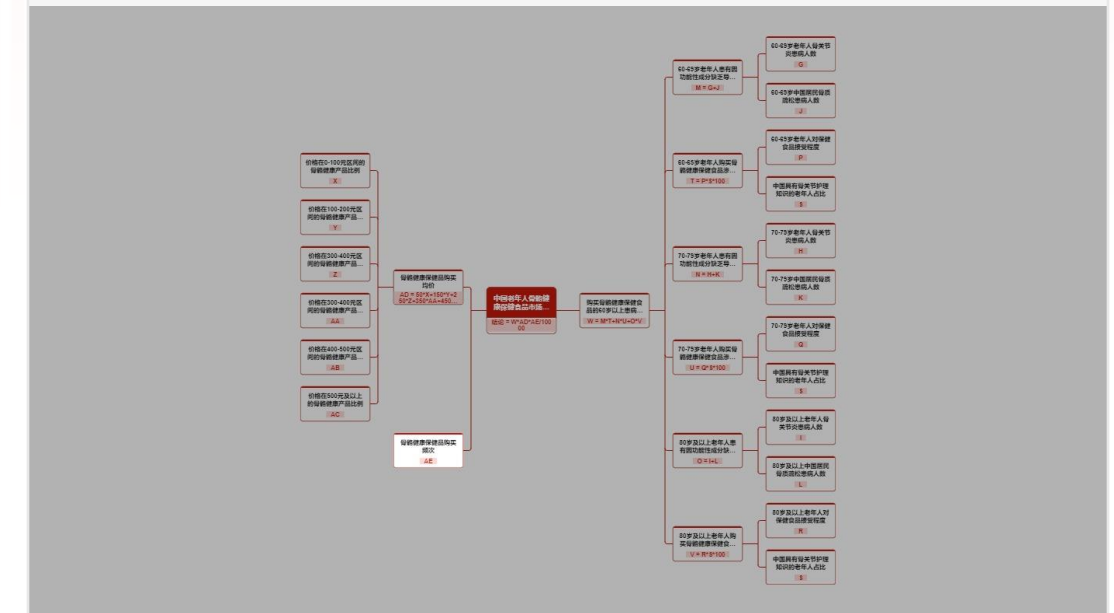 价格在0-100元区间的
骨骼健康产品比例
X
价格在100-200元区
间的骨骼健康产品...
Y
价格在300-400元区
间的骨骼健康产品...
Z
价格在300-400元区
间的骨骼健康产品...
AA
价格在400-500元区
间的骨骼健康产品...
AB
价格在500元及以上
的骨骼健康产品比例
AC
骨骼健康保健品购买
均价
AD = 50*X+150*Y+2
50*Z+350*AA+450...
骨骼健康保健品购买
频次
AE
中国老年人骨骼健
康保健食品市场...
结论 = W*AD*AE/100
00
购买骨骼健康保健食
品的60岁以上患病...
W = M*T+N*U+O*V
60-69岁老年人患有因
功能性成分缺乏导...
M = G+J
60-69岁老年人骨关节
炎患病人数
G
60-69岁中国居民骨质
疏松患病人数
J
60-69岁老年人购买骨
骼健康保健食品渗...
T = P*S*100
60-69岁老年人对保健
食品接受程度
P
中国具有骨关节护理
知识的老年人占比
S
70-79岁老年人患有因
功能性成分缺乏导...
N = H+K
70-79岁老年人骨关节
炎患病人数
H
70-79岁中国居民骨质
疏松患病人数
K
70-79岁老年人购买骨
骼健康保健食品渗...
U = Q*S*100
70-79岁老年人对保健
食品接受程度
Q
中国具有骨关节护理
知识的老年人占比
S
80岁及以上老年人患
有因功能性成分缺...
O = I+L
80岁及以上老年人骨
关节炎患病人数
I
80岁及以上中国居民
骨质疏松患病人数
L
80岁及以上老年人购
买骨骼健康保健食...
V = R*S*100
80岁及以上老年人对
保健食品接受程度
R
中国具有骨关节护理
知识的老年人占比
S